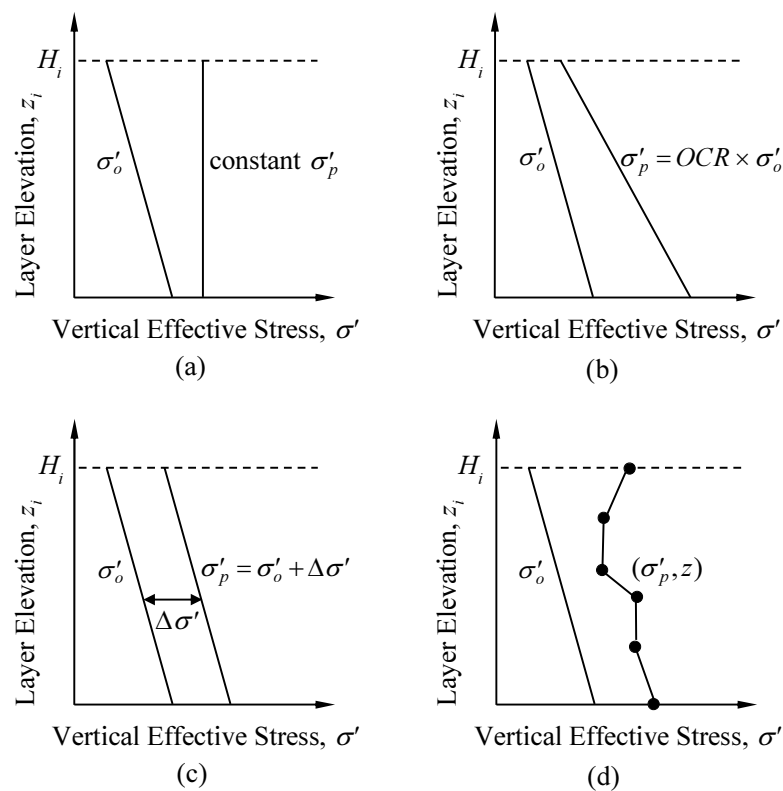 H_i
Layer Elevation, z_i
σ′_o
constant σ′_p
Vertical Effective Stress, σ′
(a)
H_i
Layer Elevation, z_i
σ′_o
σ′_p = OCR × σ′_o
Vertical Effective Stress, σ′
(b)
H_i
Layer Elevation, z_i
σ′_o
σ′_p = σ′_o + Δσ′
Δσ′
Vertical Effective Stress, σ′
(c)
H_i
Layer Elevation, z_i
σ′_o
(σ′_p, z)
Vertical Effective Stress, σ′
(d)